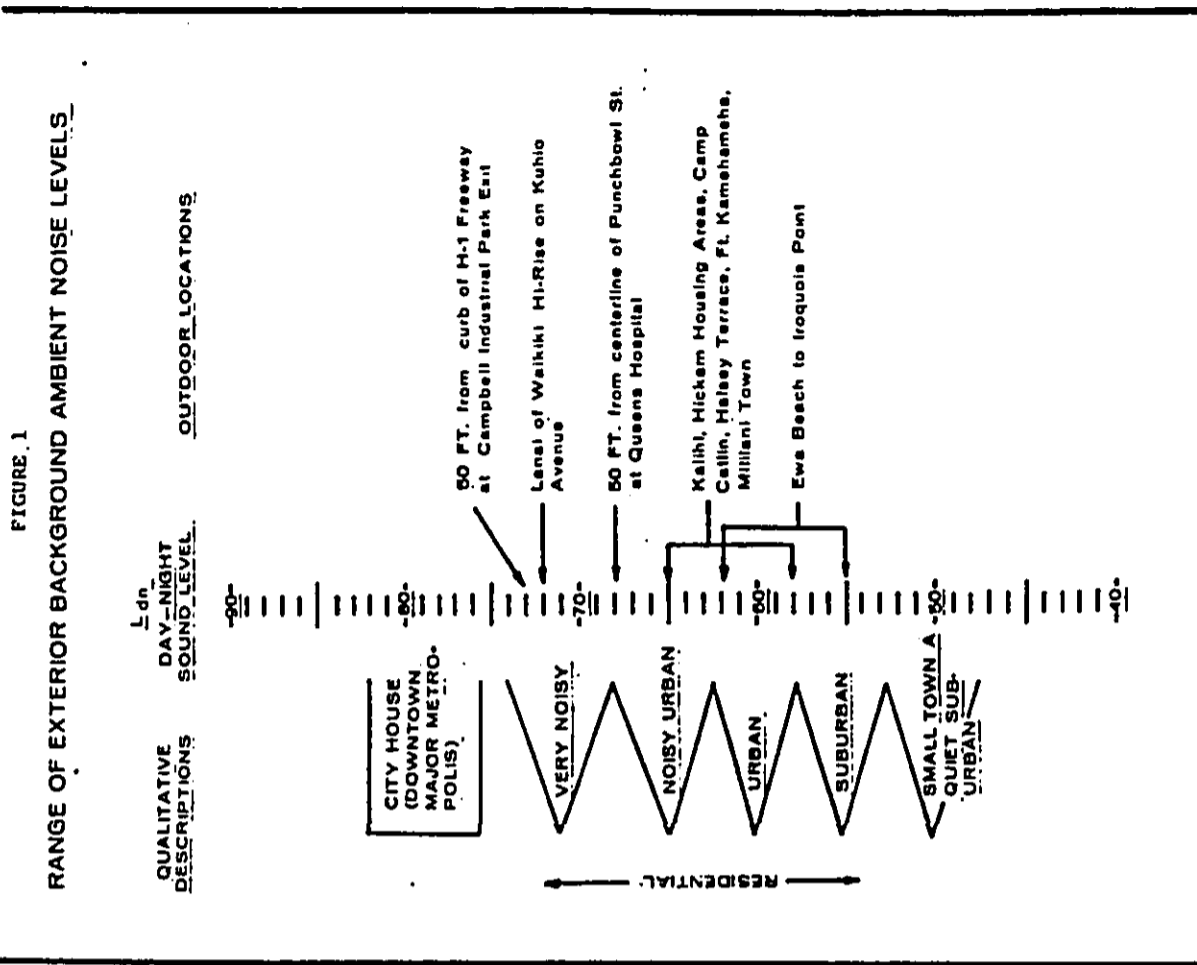 FIGURE 1
RANGE OF EXTERIOR BACKGROUND AMBIENT NOISE LEVELS
QUALITATIVE
DESCRIPTIONS
Ldn
DAY-NIGHT
SOUND LEVEL
OUTDOOR LOCATIONS
-90-
CITY HOUSE
(DOWNTOWN
MAJOR METRO-
POLIS)
-80-
50 FT. from curb of H-1 Freeway
at Campbell Industrial Park Exit
VERY NOISY
Lanai of Waikiki Hi-Rise on Kuhio
Avenue
-70-
50 FT. from centerline of Punchbowl St.
at Queens Hospital
NOISY URBAN
Kalihi, Hickam Housing Areas, Camp
Catlin, Halsey Terrace, Ft. Kamehameha,
Mililani Town
URBAN
-60-
Ewa Beach to Iroquois Point
SUBURBAN
SMALL TOWN &
QUIET SUB-
URBAN
-50-
-40-
RESIDENTIAL